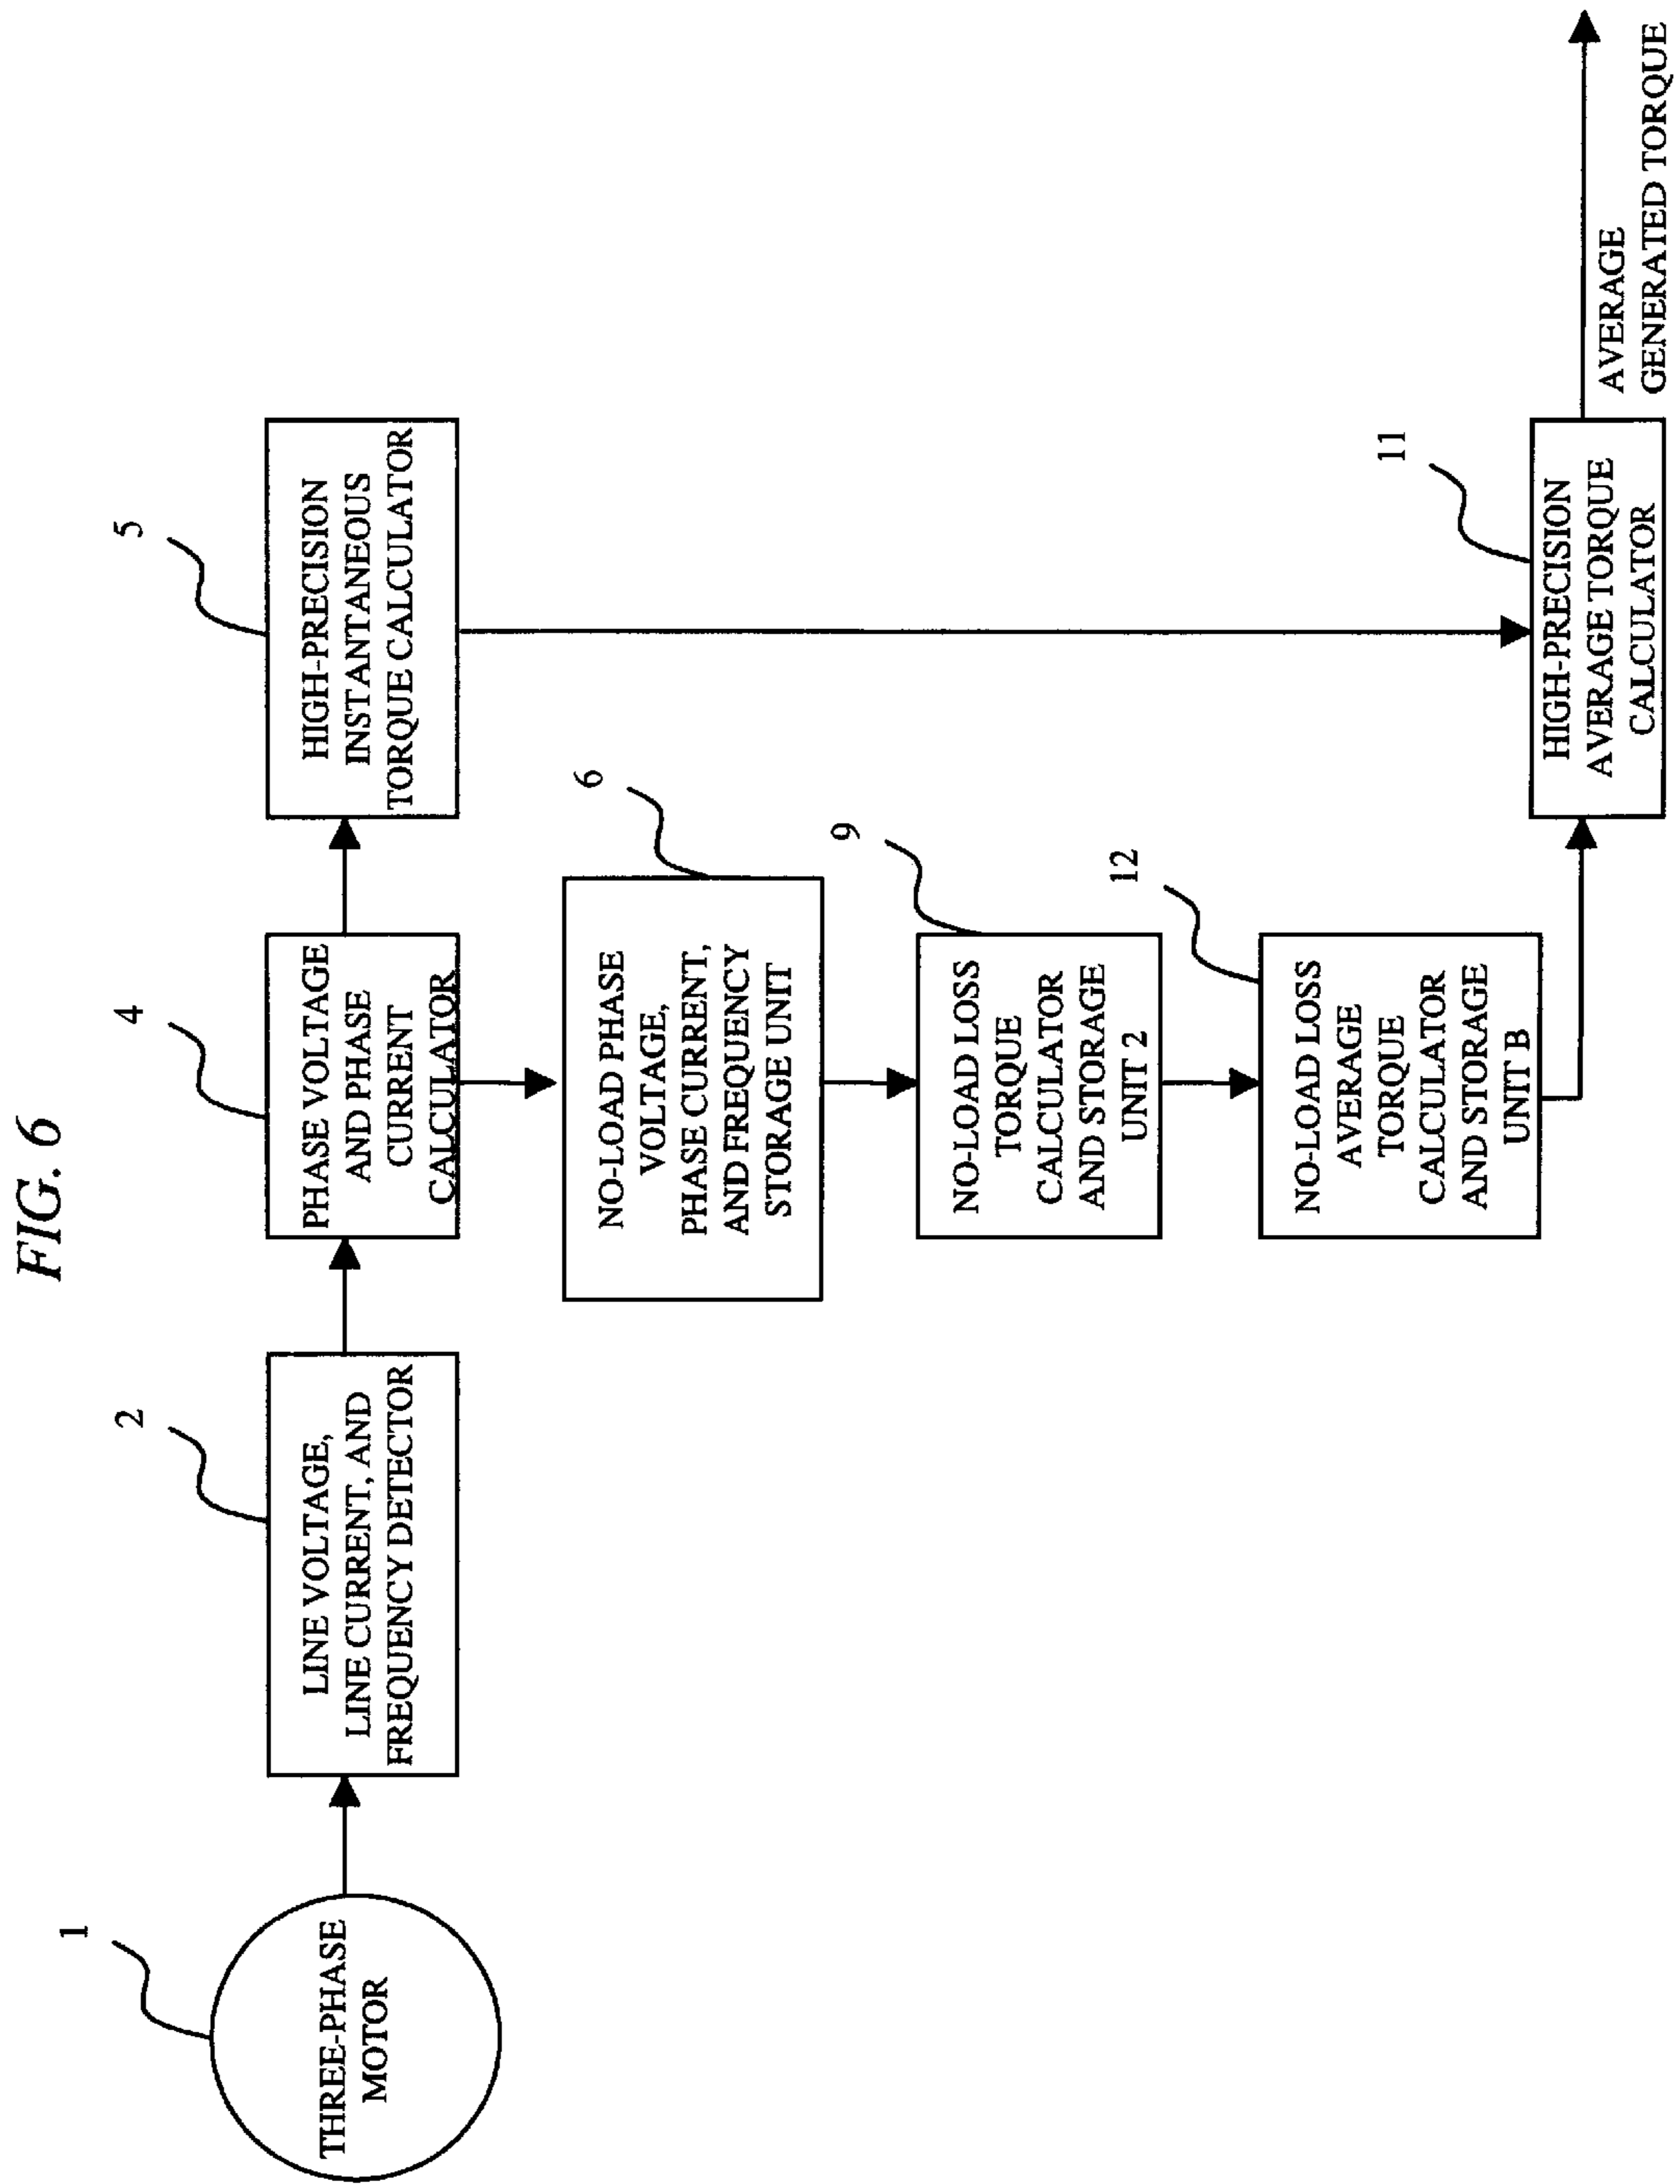 FIG. 6
1
THREE-PHASE
MOTOR
2
LINE VOLTAGE,
LINE CURRENT, AND
FREQUENCY DETECTOR
4
PHASE VOLTAGE
AND PHASE
CURRENT
CALCULATOR
5
HIGH-PRECISION
INSTANTANEOUS
TORQUE CALCULATOR
6
NO-LOAD PHASE
VOLTAGE,
PHASE CURRENT,
AND FREQUENCY
STORAGE UNIT
9
NO-LOAD LOSS
TORQUE
CALCULATOR
AND STORAGE
UNIT 2
12
NO-LOAD LOSS
AVERAGE
TORQUE
CALCULATOR
AND STORAGE
UNIT B
11
HIGH-PRECISION
AVERAGE TORQUE
CALCULATOR
AVERAGE
GENERATED TORQUE